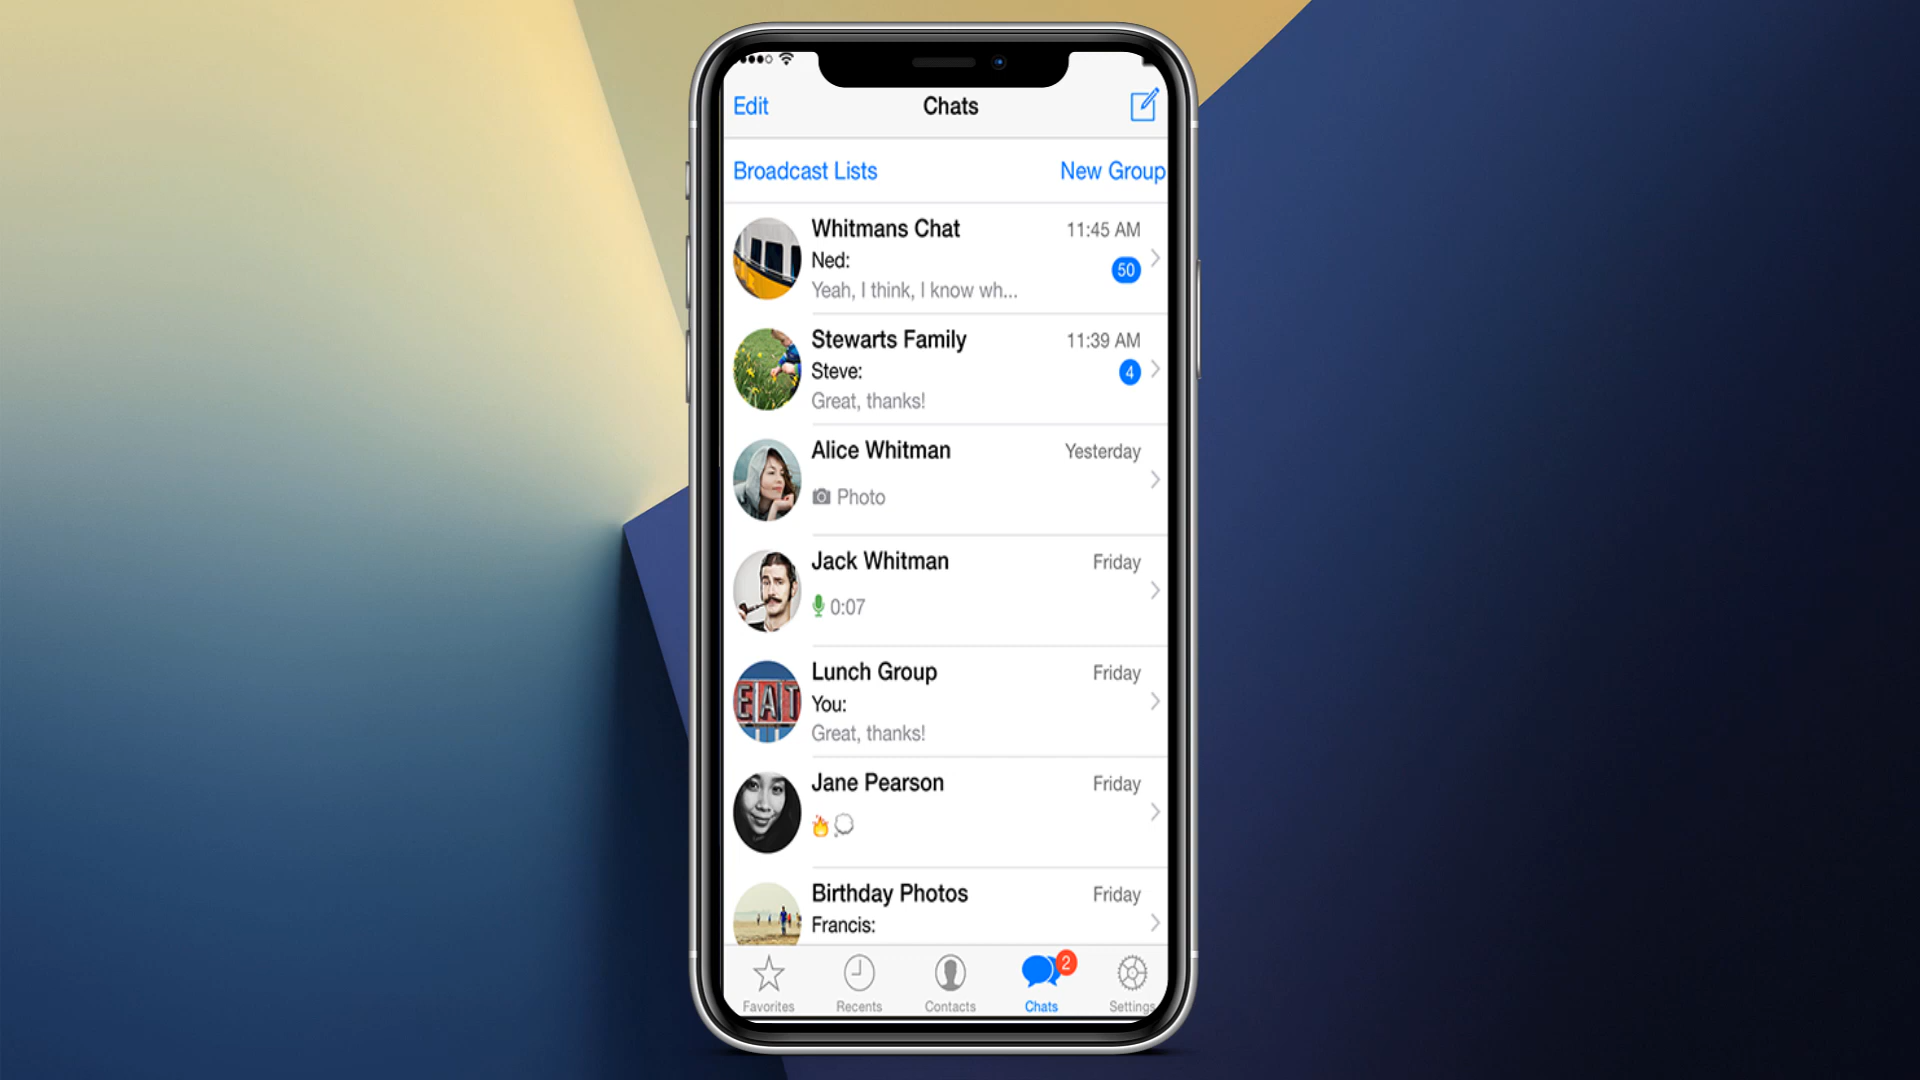 Edit
Chats
Broadcast Lists
New Group
Whitmans Chat
11:45 AM
Ned:
50
Yeah, I think, I know wh...
Stewarts Family
11:39 AM
Steve:
4
Great, thanks!
Alice Whitman
Yesterday
Photo
Jack Whitman
Friday
0:07
Lunch Group
Friday
EAT
You:
Great, thanks!
Jane Pearson
Friday
🔥💭
Birthday Photos
Friday
Francis:
2
Favorites
Recents
Contacts
Chats
Settings